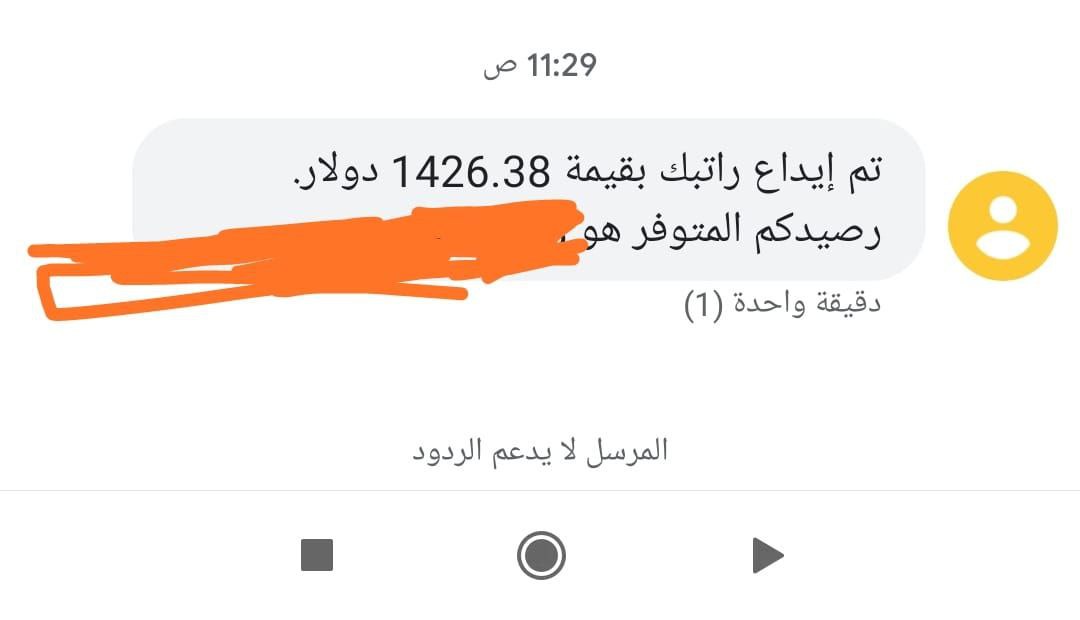 11:29 ص
تم إيداع راتبك بقيمة 1426.38 دولار.
رصيدكم المتوفر هو
دقيقة واحدة (1)
المرسل لا يدعم الردود